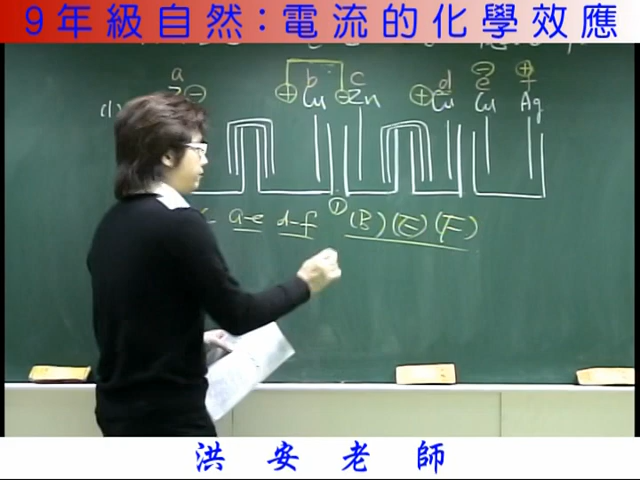 9年級自然:電流的化學效應
a b c d e f
⊖ ⊕ Cu ⊖ Zn ⊕ Cu ⊖ Cu ⊕ Ag
(1)
a-e d-f ① (B) (E) (F)
洪安老師